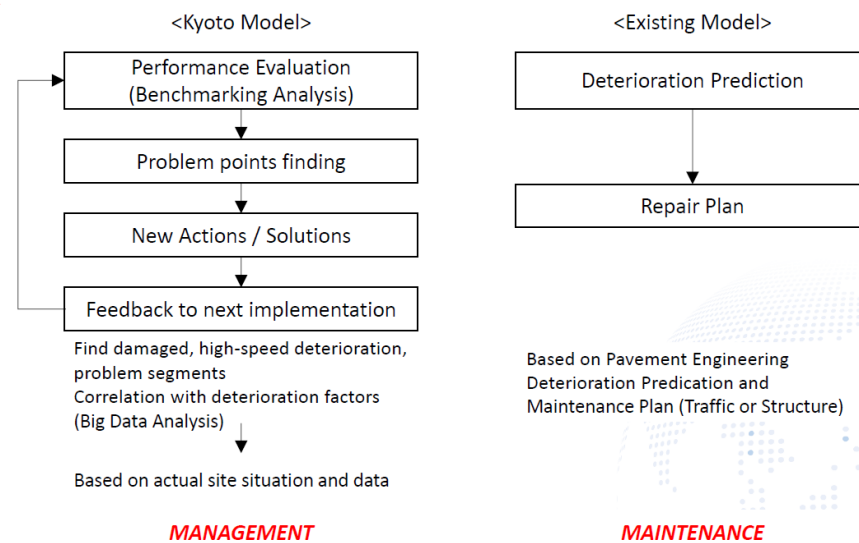 <Kyoto Model>
Performance Evaluation
(Benchmarking Analysis)
Problem points finding
New Actions / Solutions
Feedback to next implementation
Find damaged, high-speed deterioration,
problem segments
Correlation with deterioration factors
(Big Data Analysis)
Based on actual site situation and data
MANAGEMENT
<Existing Model>
Deterioration Prediction
Repair Plan
Based on Pavement Engineering
Deterioration Predication and
Maintenance Plan (Traffic or Structure)
MAINTENANCE